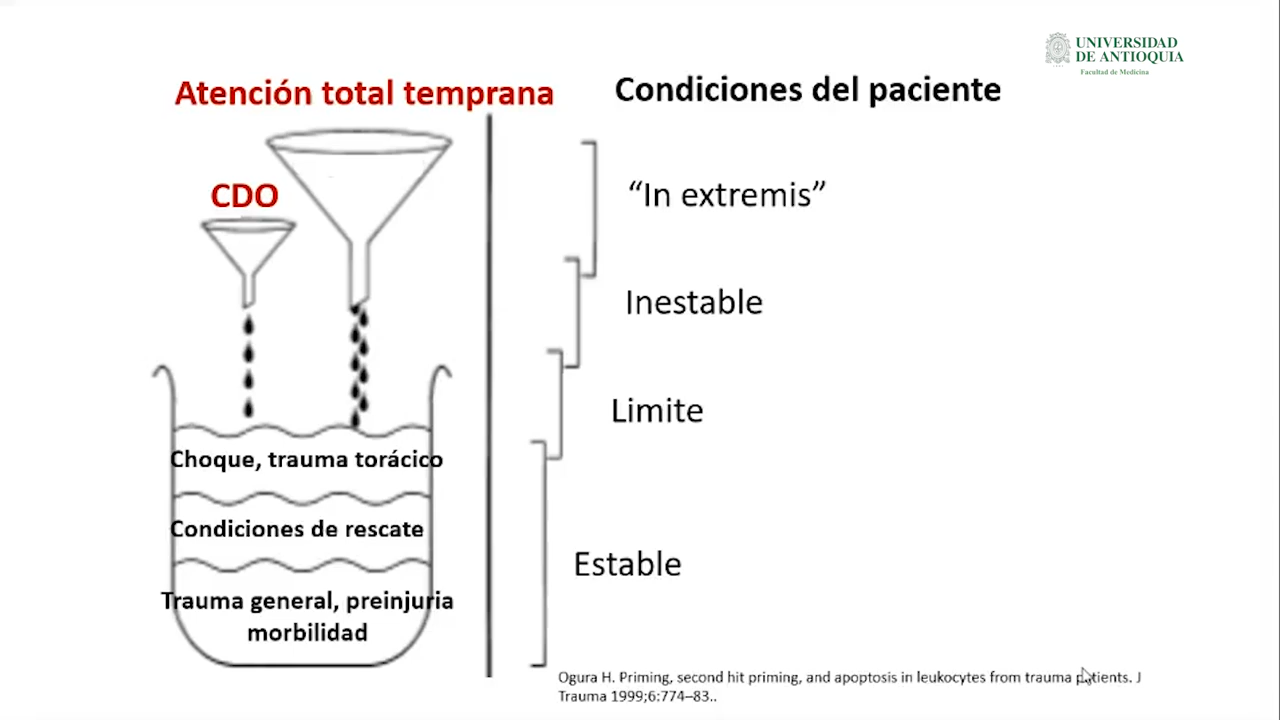 UNIVERSIDAD
DE ANTIOQUIA
Facultad de Medicina
Atención total temprana
Condiciones del paciente
CDO
“In extremis”
Inestable
Limite
Estable
Choque, trauma torácico
Condiciones de rescate
Trauma general, preinjuria
morbilidad
Ogura H. Priming, second hit priming, and apoptosis in leukocytes from trauma patients. J
Trauma 1999;6:774–83..